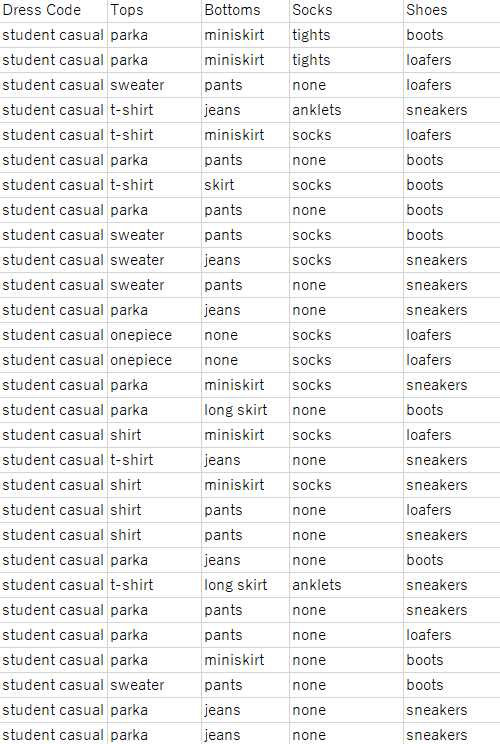 Dress Code Tops Bottoms Socks Shoes
student casual parka miniskirt tights boots
student casual parka miniskirt tights loafers
student casual sweater pants none loafers
student casual t-shirt jeans anklets sneakers
student casual t-shirt miniskirt socks loafers
student casual parka pants none boots
student casual t-shirt skirt socks boots
student casual parka pants none boots
student casual sweater pants socks boots
student casual sweater jeans socks sneakers
student casual sweater pants none sneakers
student casual parka jeans none sneakers
student casual onepiece none socks loafers
student casual onepiece none socks loafers
student casual parka miniskirt socks sneakers
student casual parka long skirt none boots
student casual shirt miniskirt socks loafers
student casual t-shirt jeans none sneakers
student casual shirt miniskirt socks sneakers
student casual shirt pants none loafers
student casual shirt pants none sneakers
student casual parka jeans none boots
student casual t-shirt long skirt anklets sneakers
student casual parka pants none sneakers
student casual parka pants none loafers
student casual parka miniskirt none boots
student casual sweater pants none boots
student casual parka jeans none sneakers
student casual parka jeans none sneakers